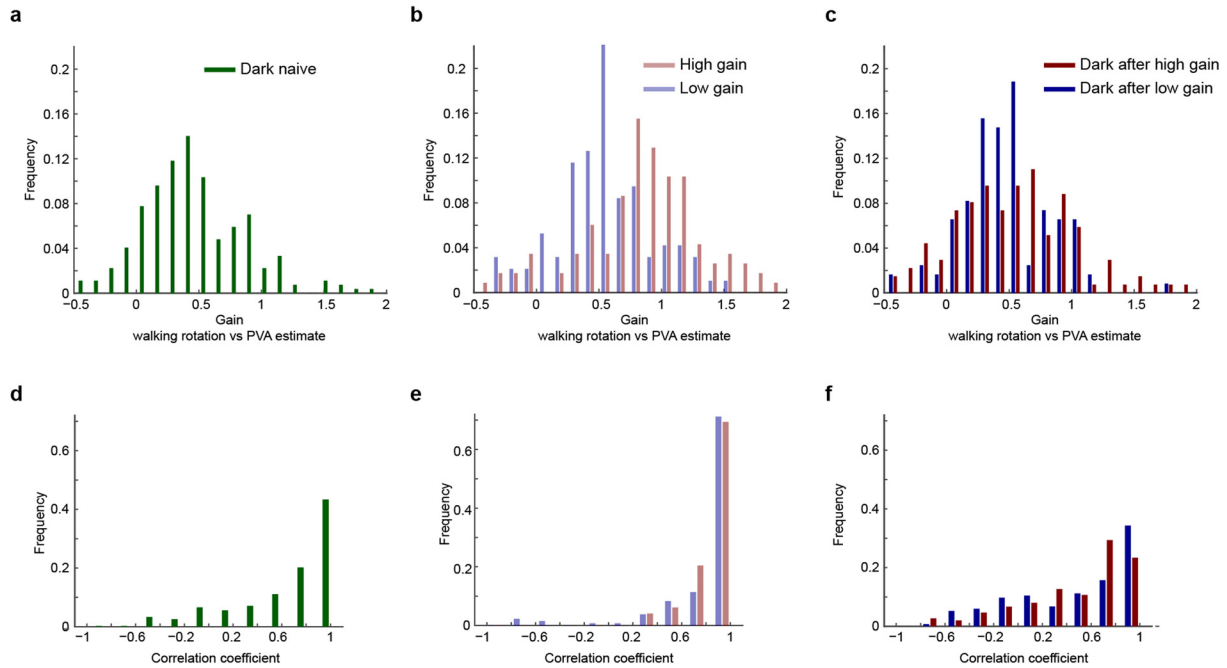 a
b
c
Dark naive
High gain
Low gain
Dark after high gain
Dark after low gain
Frequency
0.2
0.16
0.12
0.08
0.04
0
−0.5 0 0.5 1 1.5 2
Gain
walking rotation vs PVA estimate
Frequency
0.2
0.16
0.12
0.08
0.04
0
−0.5 0 0.5 1 1.5 2
Gain
walking rotation vs PVA estimate
Frequency
0.2
0.16
0.12
0.08
0.04
0
−0.5 0 0.5 1 1.5 2
Gain
walking rotation vs PVA estimate
d
e
f
Frequency
0.6
0.4
0.2
0
−1 −0.6 −0.2 0.2 0.6 1
Correlation coefficient
Frequency
0.6
0.4
0.2
0
−1 −0.6 −0.2 0.2 0.6 1
Correlation coefficient
Frequency
0.6
0.4
0.2
0
−1 −0.6 −0.2 0.2 0.6 1
Correlation coefficient